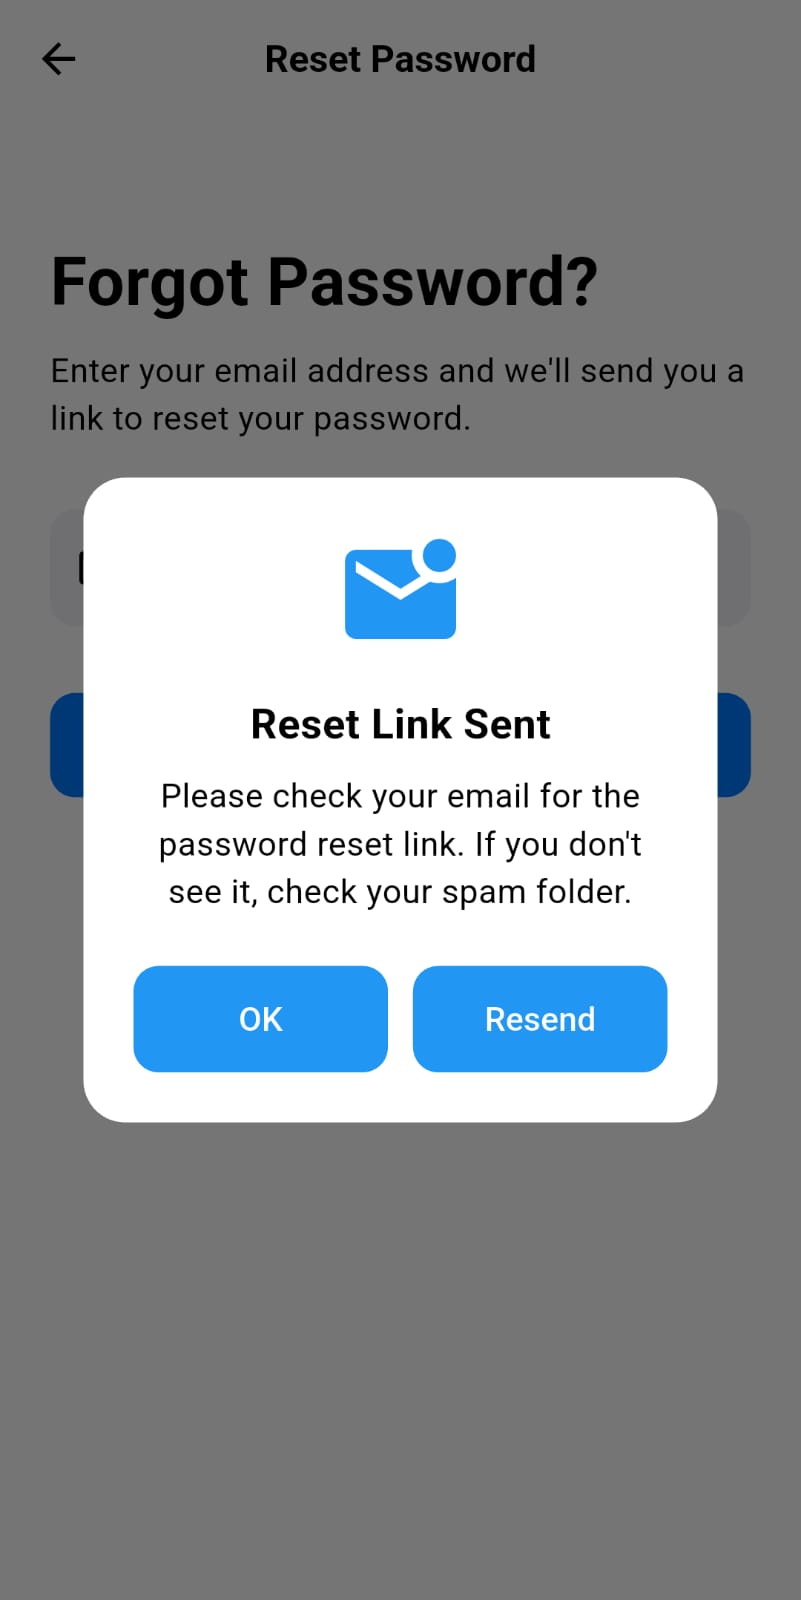 Reset Password
Forgot Password?
Enter your email address and we'll send you a
link to reset your password.
Reset Link Sent
Please check your email for the
password reset link. If you don't
see it, check your spam folder.
OK
Resend